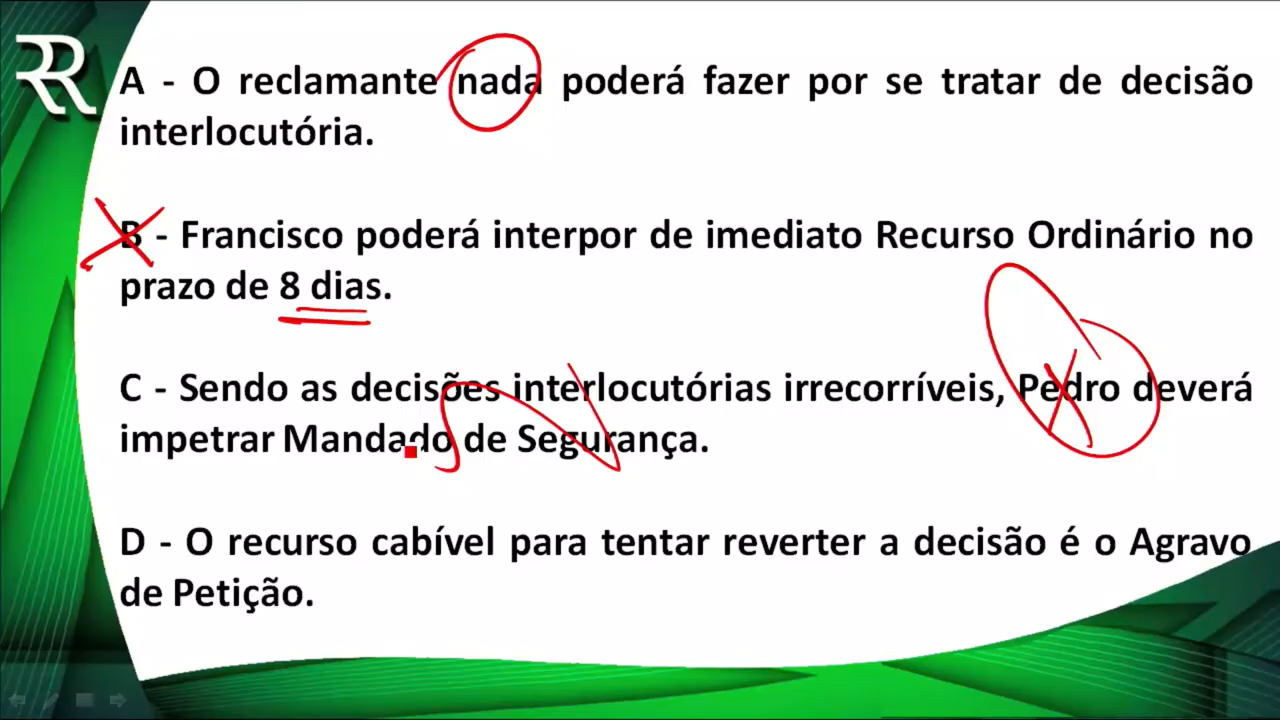 RR
A - O reclamante nada poderá fazer por se tratar de decisão
interlocutória.
B - Francisco poderá interpor de imediato Recurso Ordinário no
prazo de 8 dias.
C - Sendo as decisões interlocutórias irrecorríveis, Pedro deverá
impetrar Mandado de Segurança.
D - O recurso cabível para tentar reverter a decisão é o Agravo
de Petição.